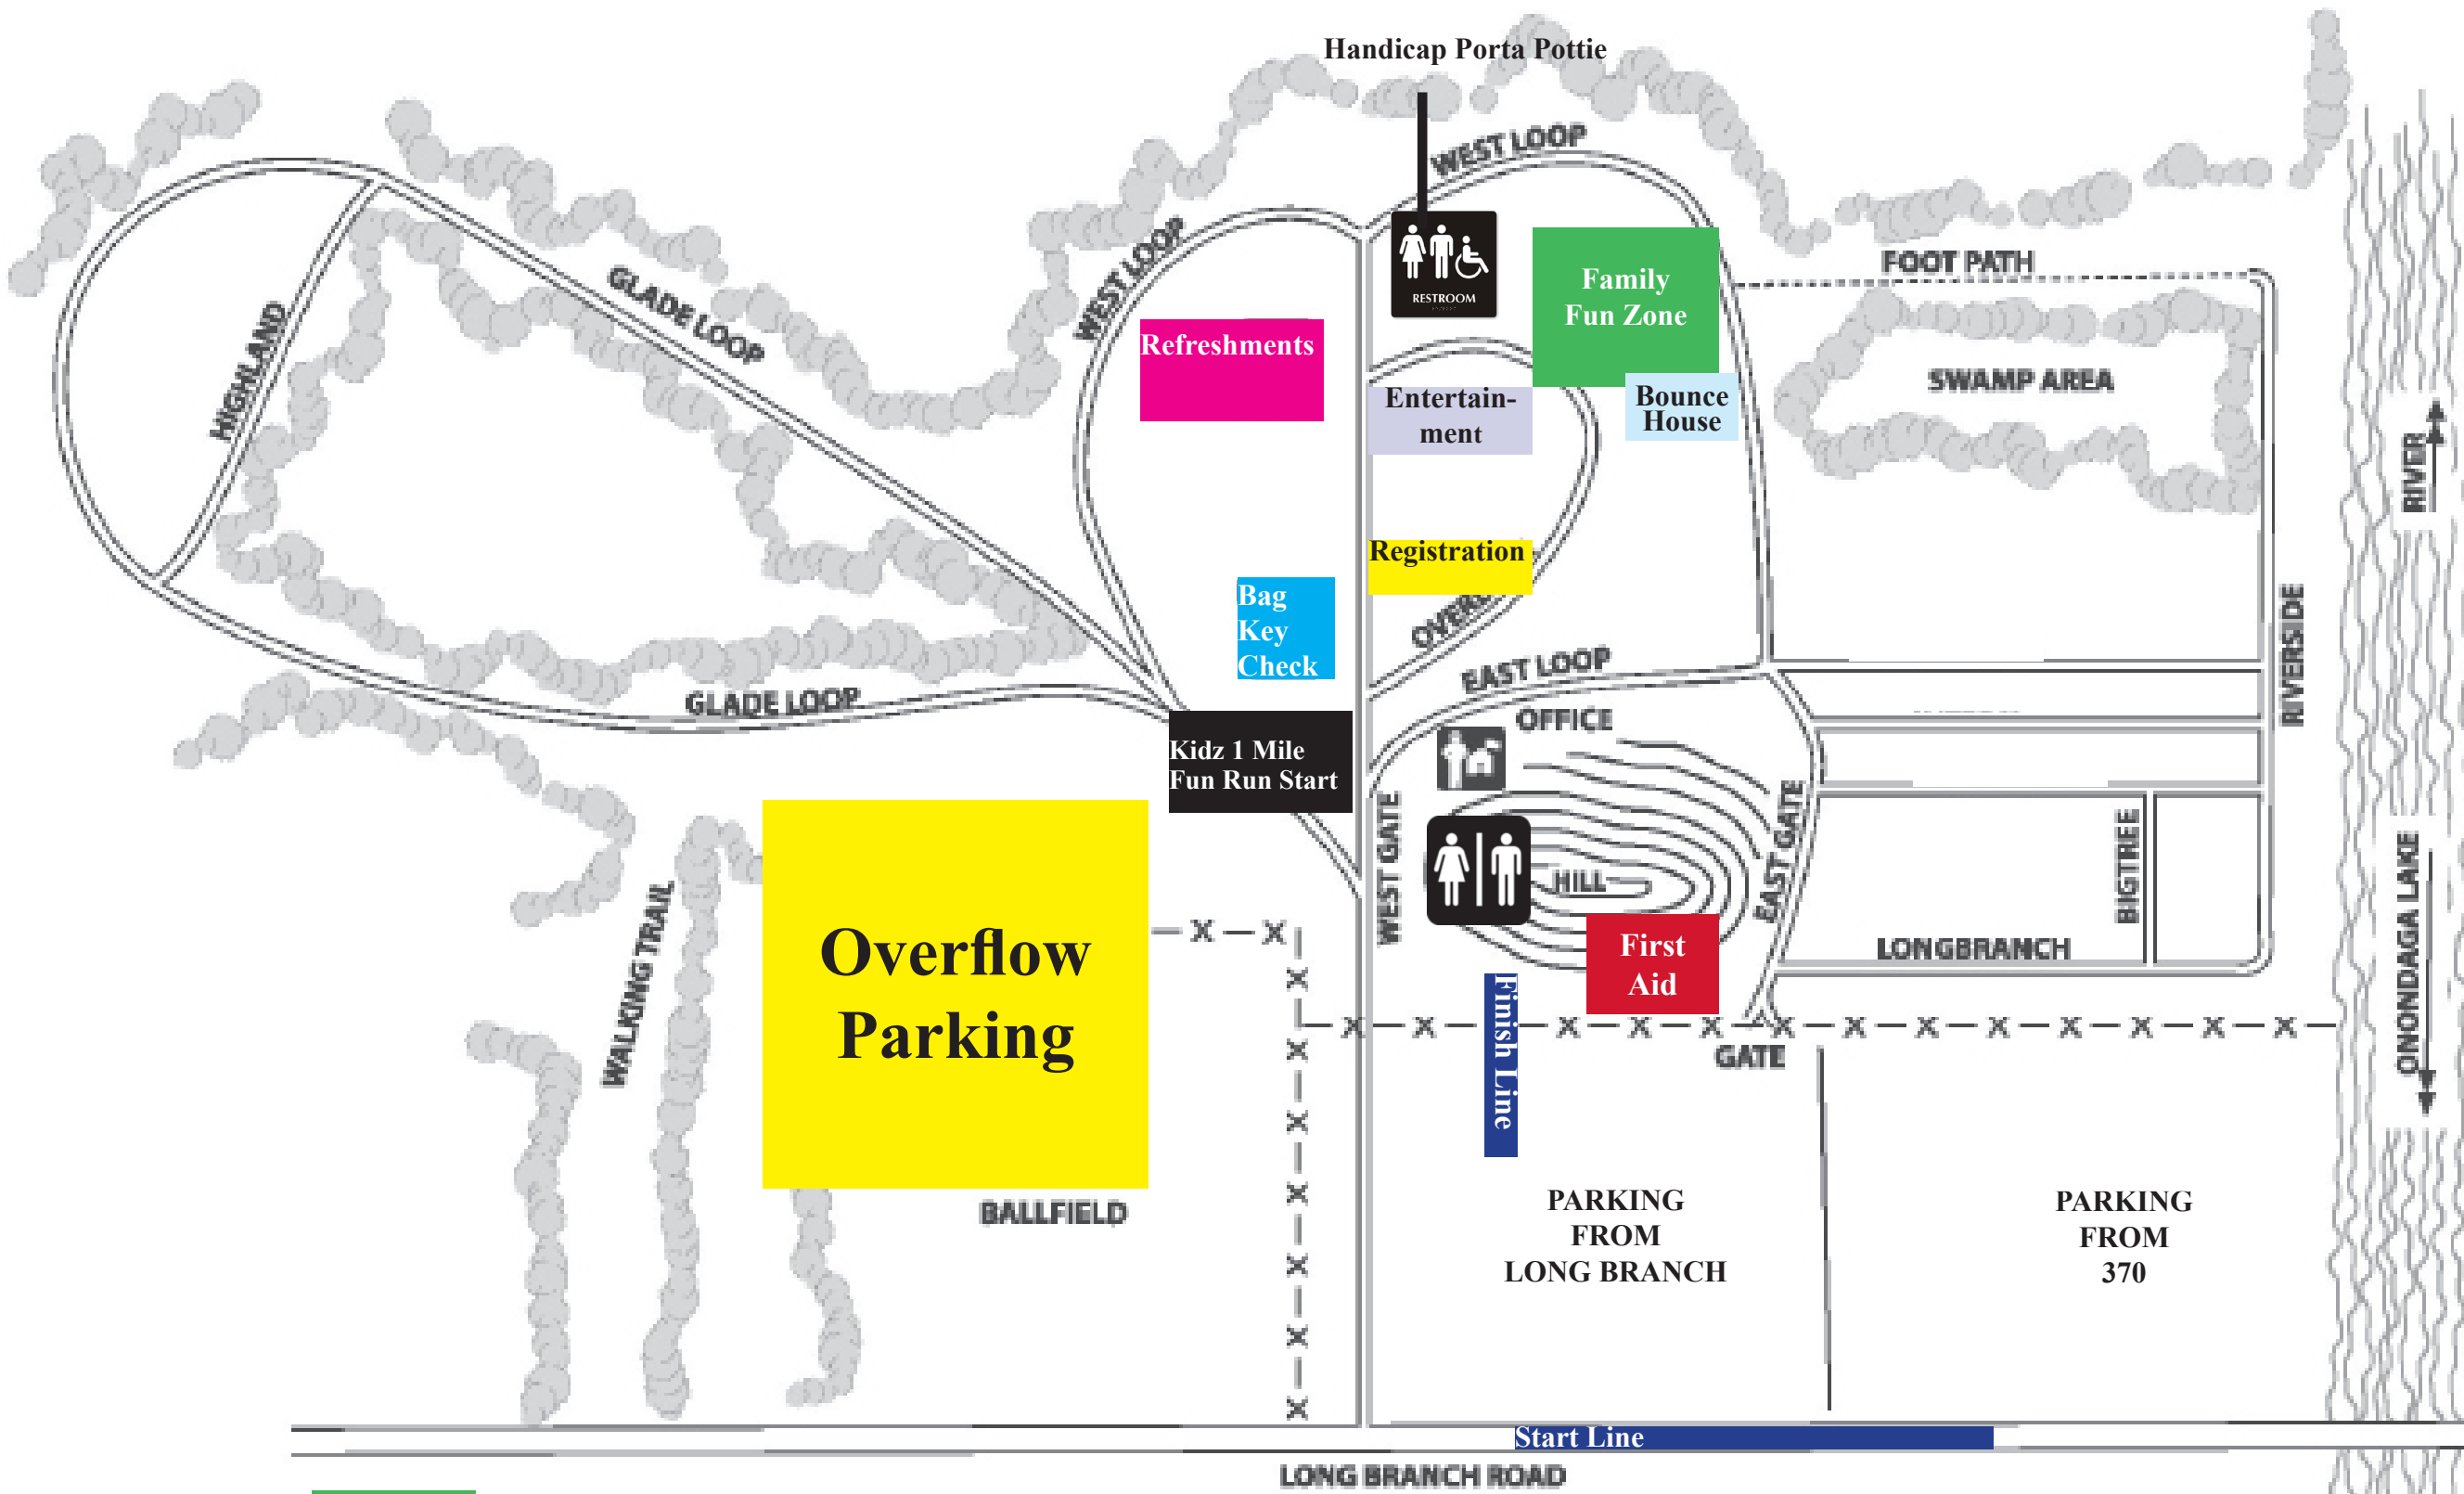 Handicap Porta Pottie
WEST LOOP
WEST LOOP
RESTROOM
Family
Fun Zone
FOOT PATH
GLADE LOOP
HIGHLAND
Refreshments
Entertain-
ment
Bounce
House
SWAMP AREA
RIVER
Registration
Bag
Key
Check
EAST LOOP
OFFICE
RIVERSIDE
GLADE LOOP
Kidz 1 Mile
Fun Run Start
WEST GATE
EAST GATE
HILL
BIGTREE
LONGBRANCH
ONONDAGA LAKE
WALKING TRAIL
Overflow
Parking
First
Aid
Finish Line
GATE
BALLFIELD
PARKING
FROM
LONG BRANCH
PARKING
FROM
370
Start Line
LONG BRANCH ROAD